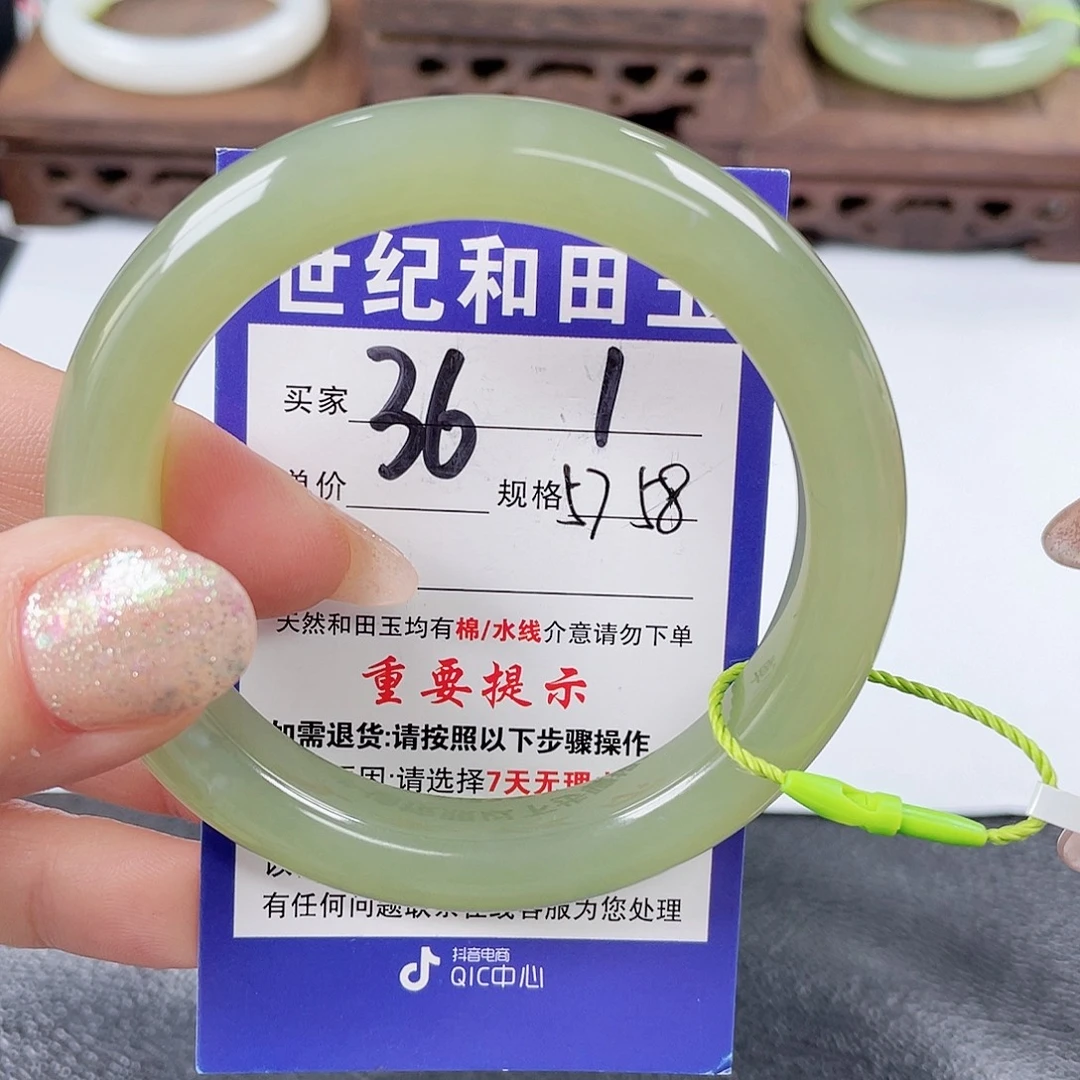 世纪和田玉
买家 36 1
单价 规格 57 58
天然和田玉均有棉/水线介意请勿下单
重要提示
如需退货:请按照以下步骤操作
原因:请选择7天无理
有任何问题联系在线客服为您处理
抖音电商
QIC中心